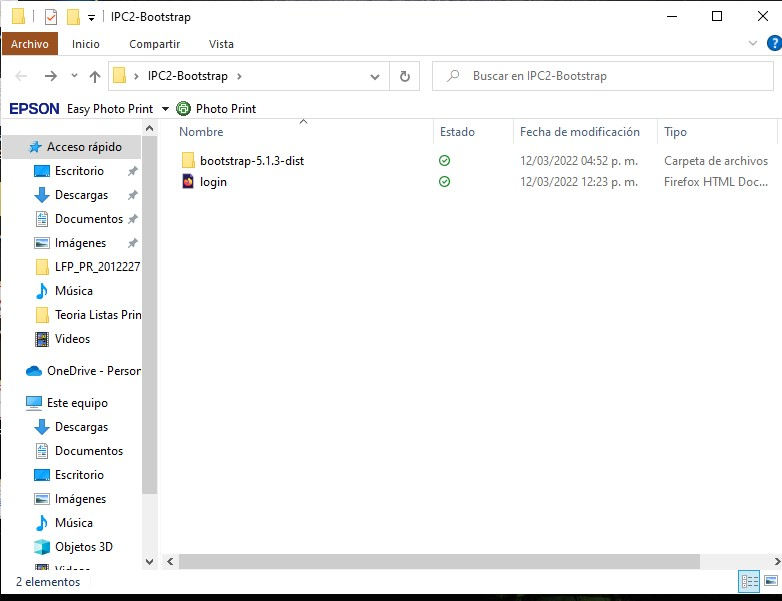 IPC2-Bootstrap
Archivo Inicio Compartir Vista
IPC2-Bootstrap Buscar en IPC2-Bootstrap
EPSON Easy Photo Print Photo Print
Nombre Estado Fecha de modificación Tipo
Acceso rápido
Escritorio
Descargas
Documentos
Imágenes
LFP_PR_2012227
Música
Teoria Listas Prin
Videos
OneDrive - Person
Este equipo
Descargas
Documentos
Escritorio
Imágenes
Música
Objetos 3D
Videos
bootstrap-5.1.3-dist 12/03/2022 04:52 p. m. Carpeta de archivos
login 12/03/2022 12:23 p. m. Firefox HTML Doc...
2 elementos